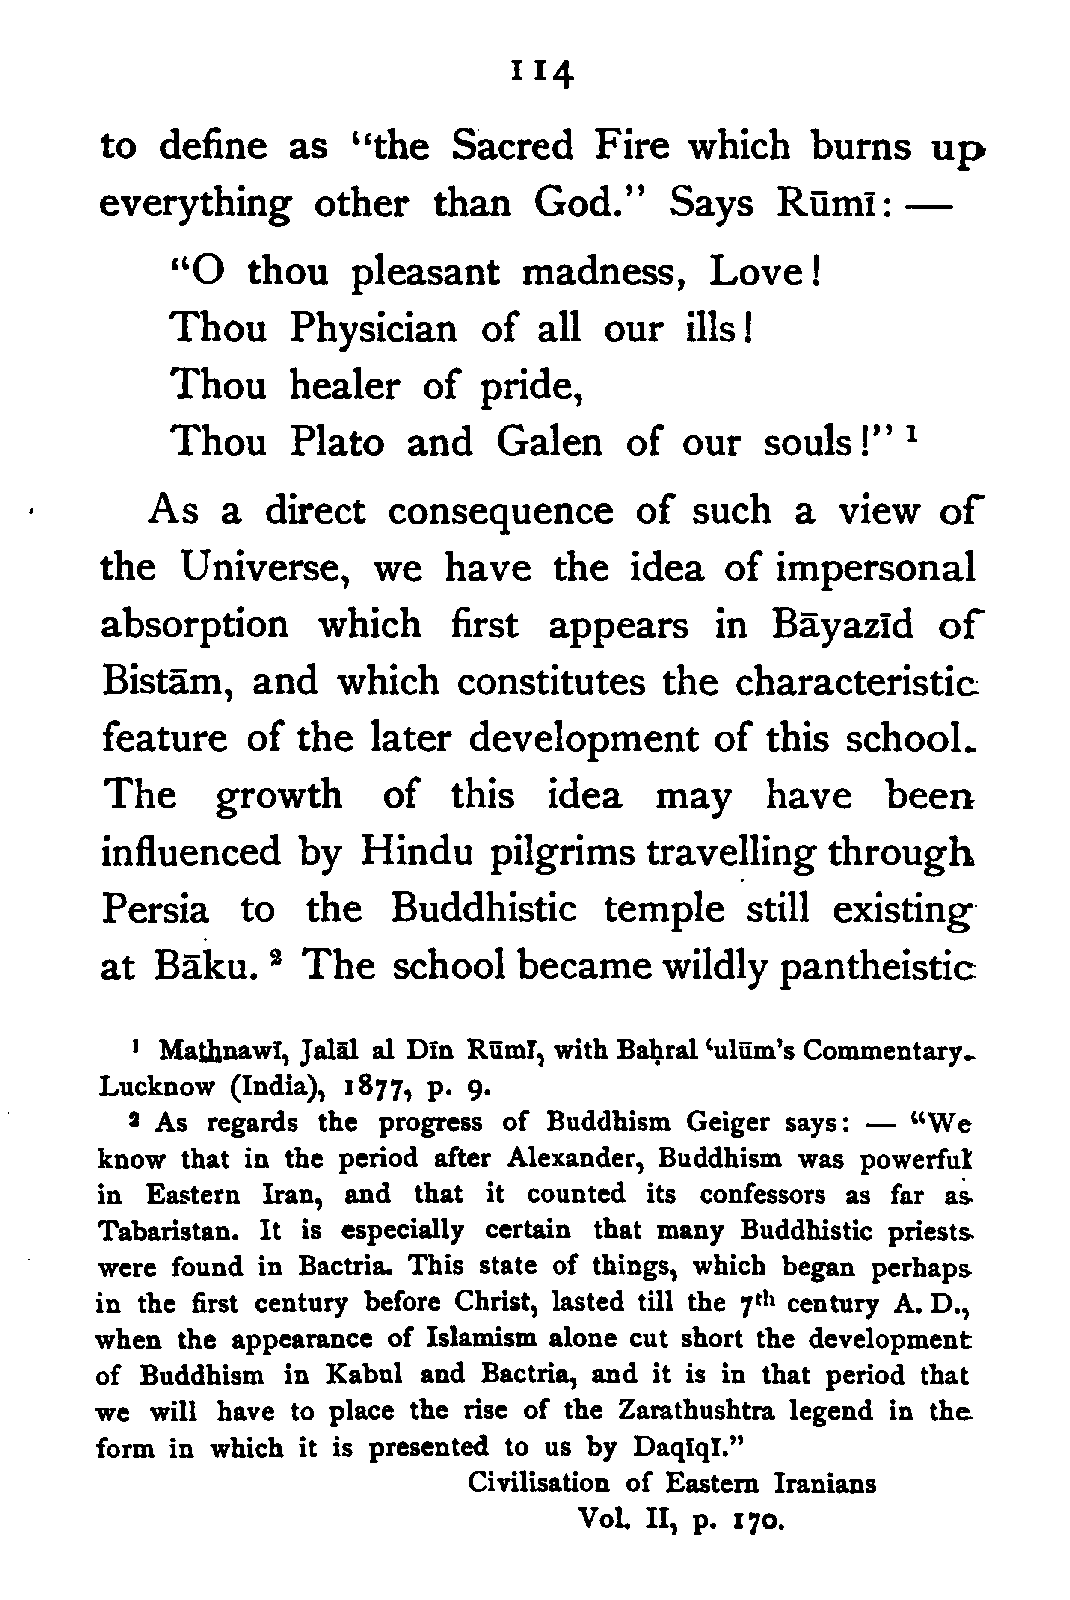 114
to define as “the Sacred Fire which burns up
everything other than God.” Says Rūmī: —
“O thou pleasant madness, Love!
Thou Physician of all our ills!
Thou healer of pride,
Thou Plato and Galen of our souls!” ¹
As a direct consequence of such a view of
the Universe, we have the idea of impersonal
absorption which first appears in Bāyazīd of
Bistām, and which constitutes the characteristic
feature of the later development of this school.
The growth of this idea may have been
influenced by Hindu pilgrims travelling through
Persia to the Buddhistic temple still existing
at Bāku. ² The school became wildly pantheistic
¹ Mathnawī, Jalāl al Dīn Rūmī, with Baḥral ‘ulūm’s Commentary.
Lucknow (India), 1877, p. 9.
² As regards the progress of Buddhism Geiger says: — “We
know that in the period after Alexander, Buddhism was powerful
in Eastern Iran, and that it counted its confessors as far as
Tabaristan. It is especially certain that many Buddhistic priests
were found in Bactria. This state of things, which began perhaps
in the first century before Christ, lasted till the 7th century A. D.,
when the appearance of Islamism alone cut short the development
of Buddhism in Kabul and Bactria, and it is in that period that
we will have to place the rise of the Zarathushtra legend in the
form in which it is presented to us by Daqīqī.”
Civilisation of Eastern Iranians
Vol. II, p. 170.